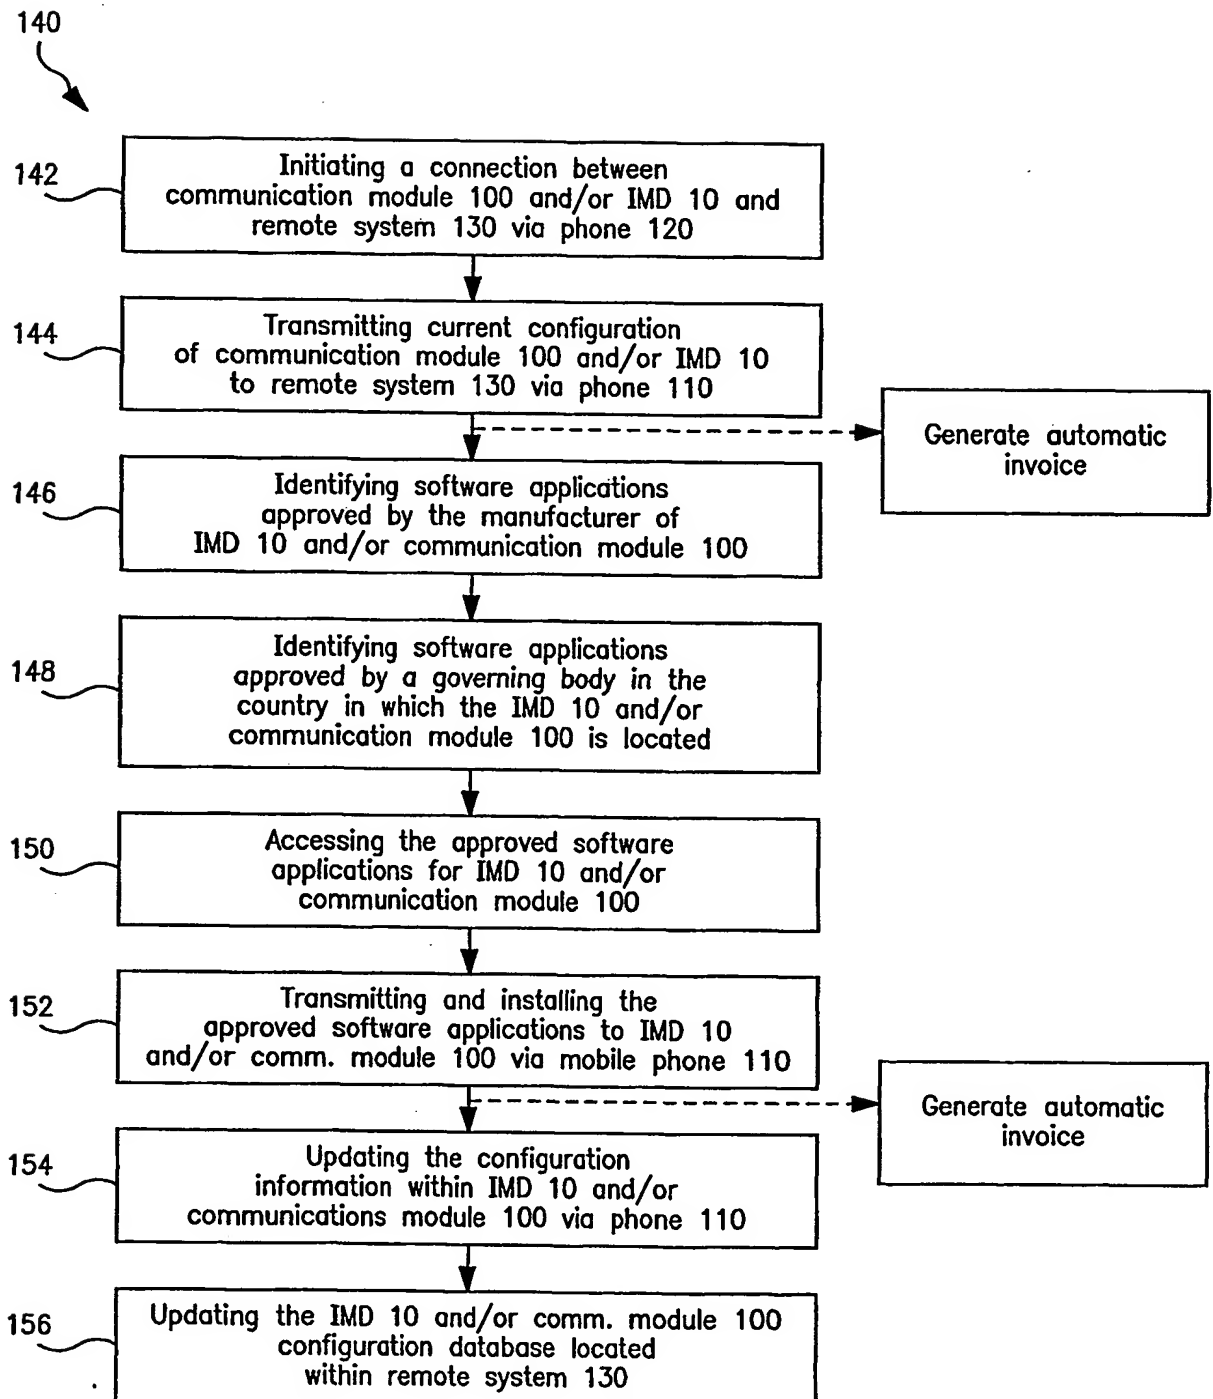 140
142
Initiating a connection between
communication module 100 and/or IMD 10 and
remote system 130 via phone 120
144
Transmitting current configuration
of communication module 100 and/or IMD 10
to remote system 130 via phone 110
Generate automatic
invoice
146
Identifying software applications
approved by the manufacturer of
IMD 10 and/or communication module 100
148
Identifying software applications
approved by a governing body in the
country in which the IMD 10 and/or
communication module 100 is located
150
Accessing the approved software
applications for IMD 10 and/or
communication module 100
152
Transmitting and installing the
approved software applications to IMD 10
and/or comm. module 100 via mobile phone 110
Generate automatic
invoice
154
Updating the configuration
information within IMD 10 and/or
communications module 100 via phone 110
156
Updating the IMD 10 and/or comm. module 100
configuration database located
within remote system 130